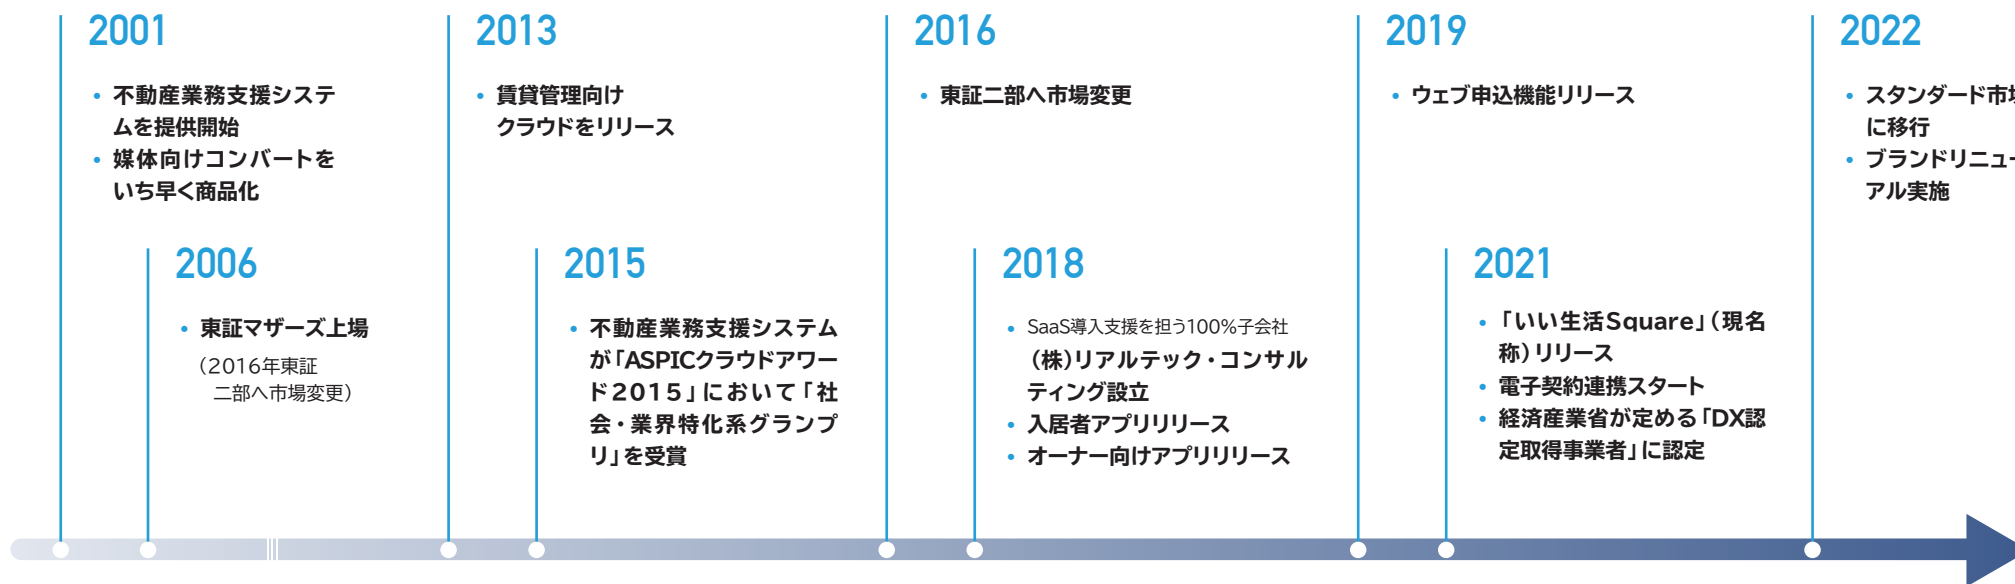 2001
• 不動産業務支援システ
ムを提供開始
• 媒体向けコンバートを
いち早く商品化
2006
• 東証マザーズ上場
（2016年東証
二部へ市場変更）
2013
• 賃貸管理向け
クラウドをリリース
2015
• 不動産業務支援システム
が「ASPICクラウドアワー
ド2015」において「社
会・業界特化系グランプ
リ」を受賞
2016
• 東証二部へ市場変更
2018
• SaaS導入支援を担う100%子会社
（株）リアルテック・コンサル
ティング設立
• 入居者アプリリリース
• オーナー向けアプリリリース
2019
• ウェブ申込機能リリース
2021
• 「いい生活Square」（現名
称）リリース
• 電子契約連携スタート
• 経済産業省が定める「DX認
定取得事業者」に認定
2022
• スタンダード市場
に移行
• ブランドリニュー
アル実施